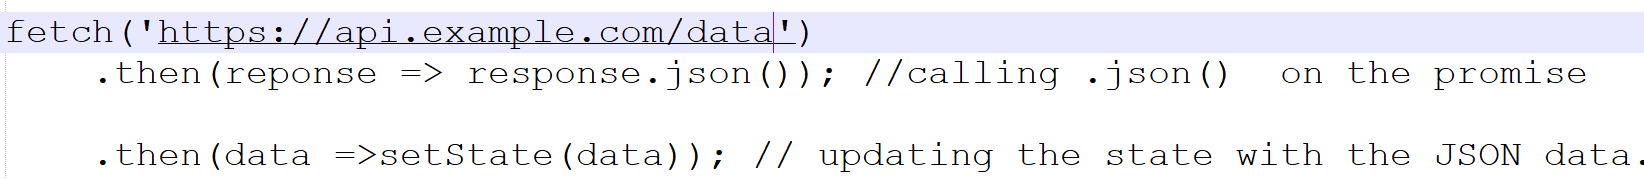 fetch('https://api.example.com/data')
.then(reponse => response.json()); //calling .json()  on the promise
.then(data =>setState(data)); // updating the state with the JSON data.